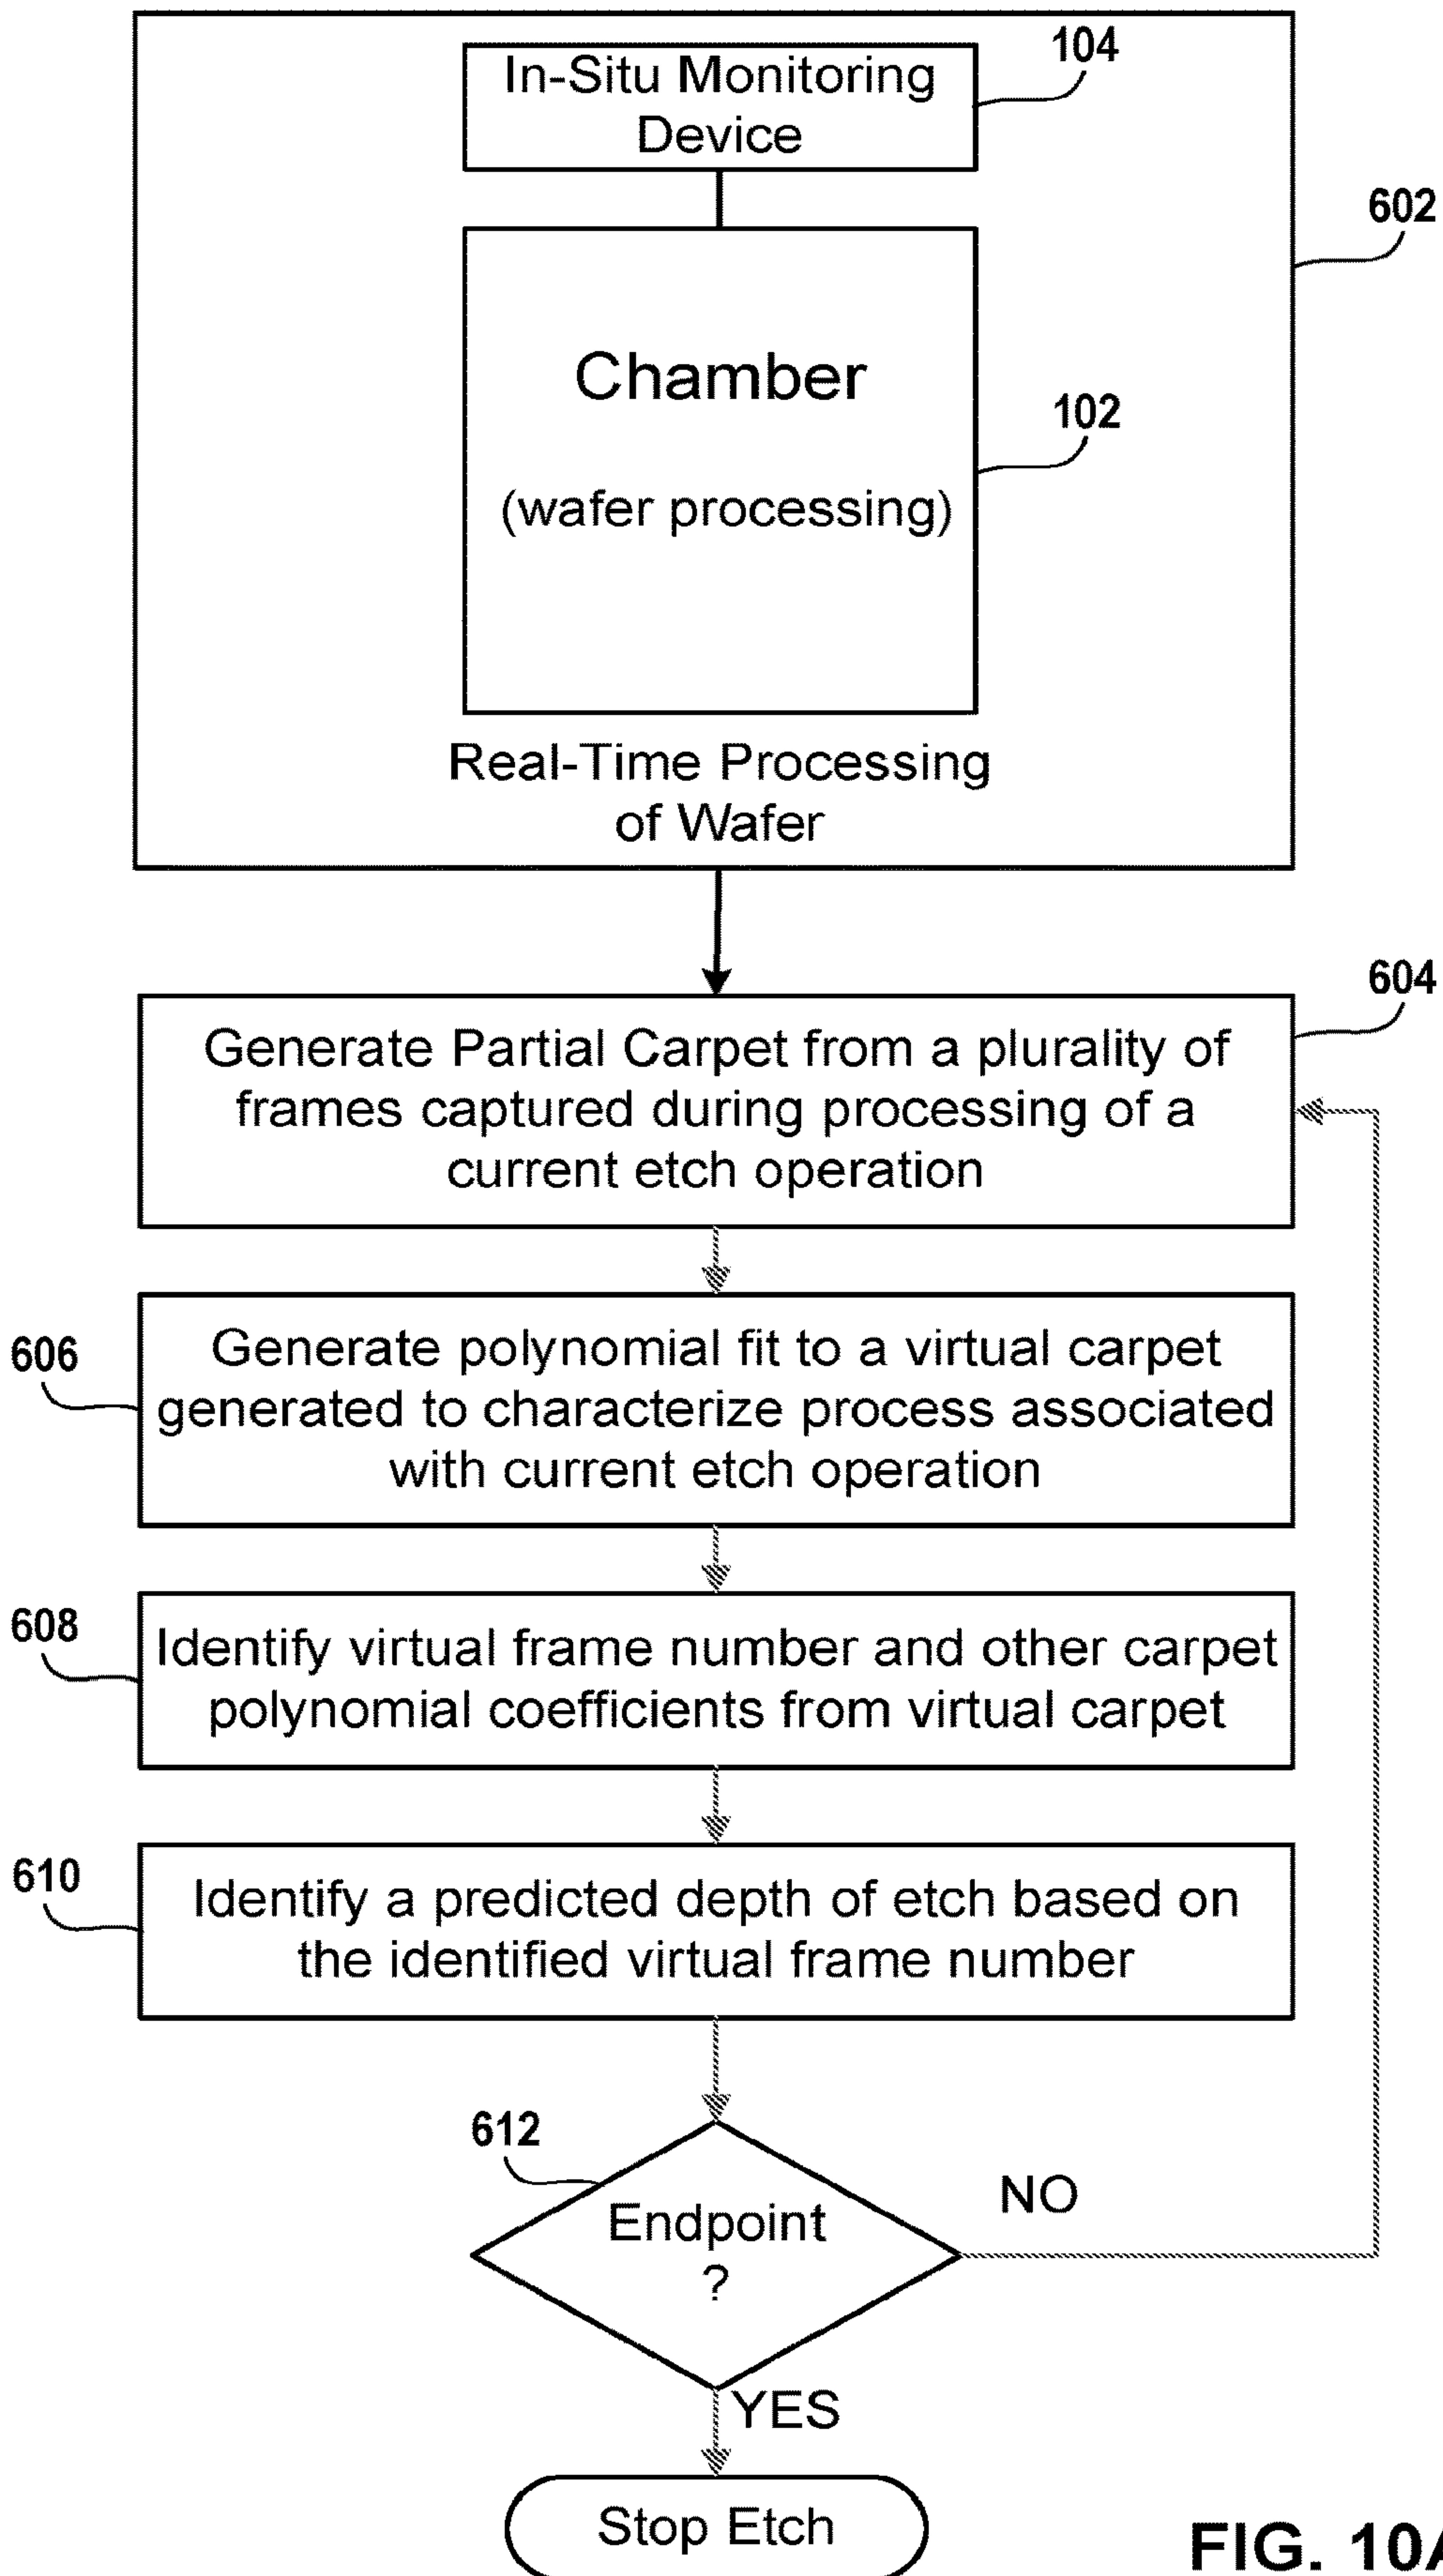 104
In-Situ Monitoring
Device
602
Chamber
102
(wafer processing)
Real-Time Processing
of Wafer
604
Generate Partial Carpet from a plurality of
frames captured during processing of a
current etch operation
606
Generate polynomial fit to a virtual carpet
generated to characterize process associated
with current etch operation
608
Identify virtual frame number and other carpet
polynomial coefficients from virtual carpet
610
Identify a predicted depth of etch based on
the identified virtual frame number
612
NO
Endpoint
?
YES
Stop Etch
FIG. 10A